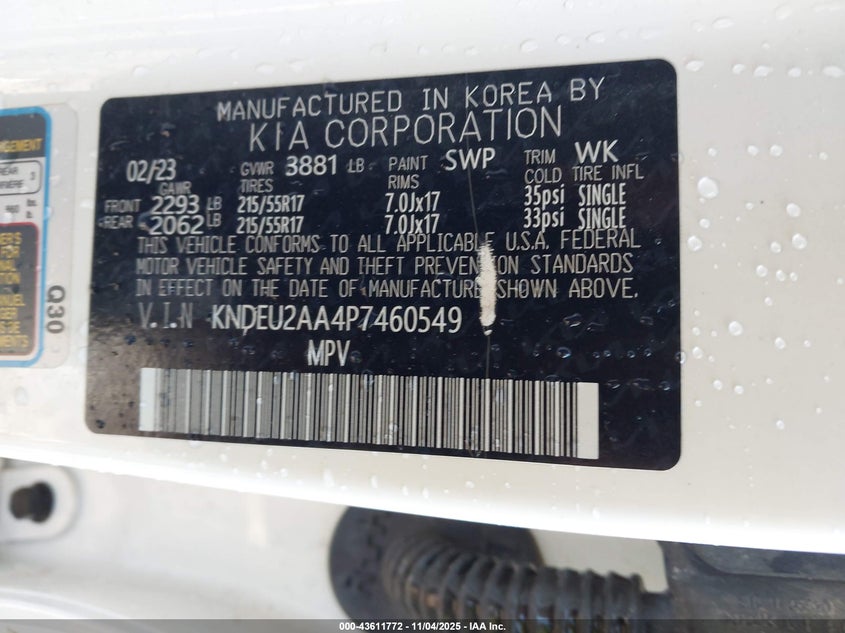 MANUFACTURED IN KOREA BY
KIA CORPORATION
02/23 GVWR 3881 LB PAINT SWP TRIM WK
GAWR TIRES RIMS COLD TIRE INFL
FRONT 2293 LB 215/55R17 7.0Jx17 35psi SINGLE
REAR 2062 LB 215/55R17 7.0Jx17 33psi SINGLE
THIS VEHICLE CONFORMS TO ALL APPLICABLE U.S.A. FEDERAL
MOTOR VEHICLE SAFETY AND THEFT PREVENTION STANDARDS
IN EFFECT ON THE DATE OF MANUFACTURE SHOWN ABOVE.
V.I.N KNDEU2AA4P7460549
MPV
Q30
000-43611772 - 11/04/2025 - IAA Inc.